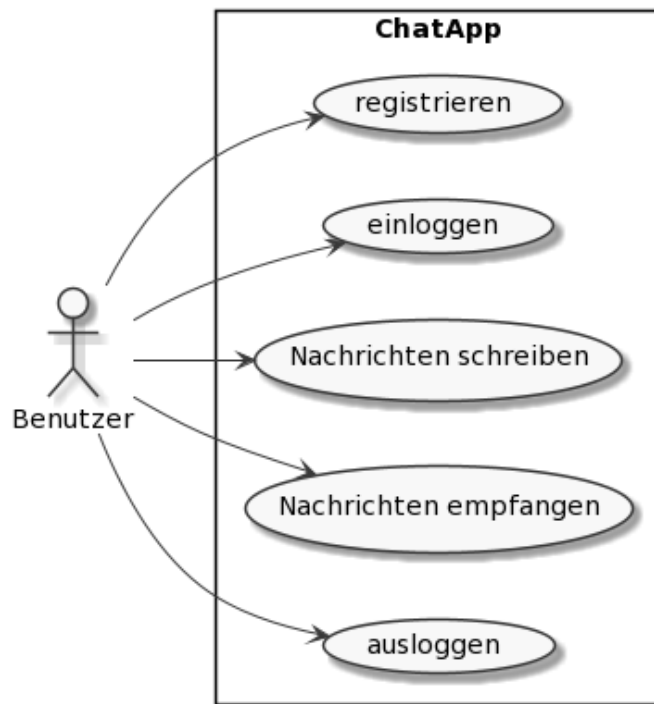 ChatApp
registrieren
einloggen
Nachrichten schreiben
Benutzer
Nachrichten empfangen
ausloggen